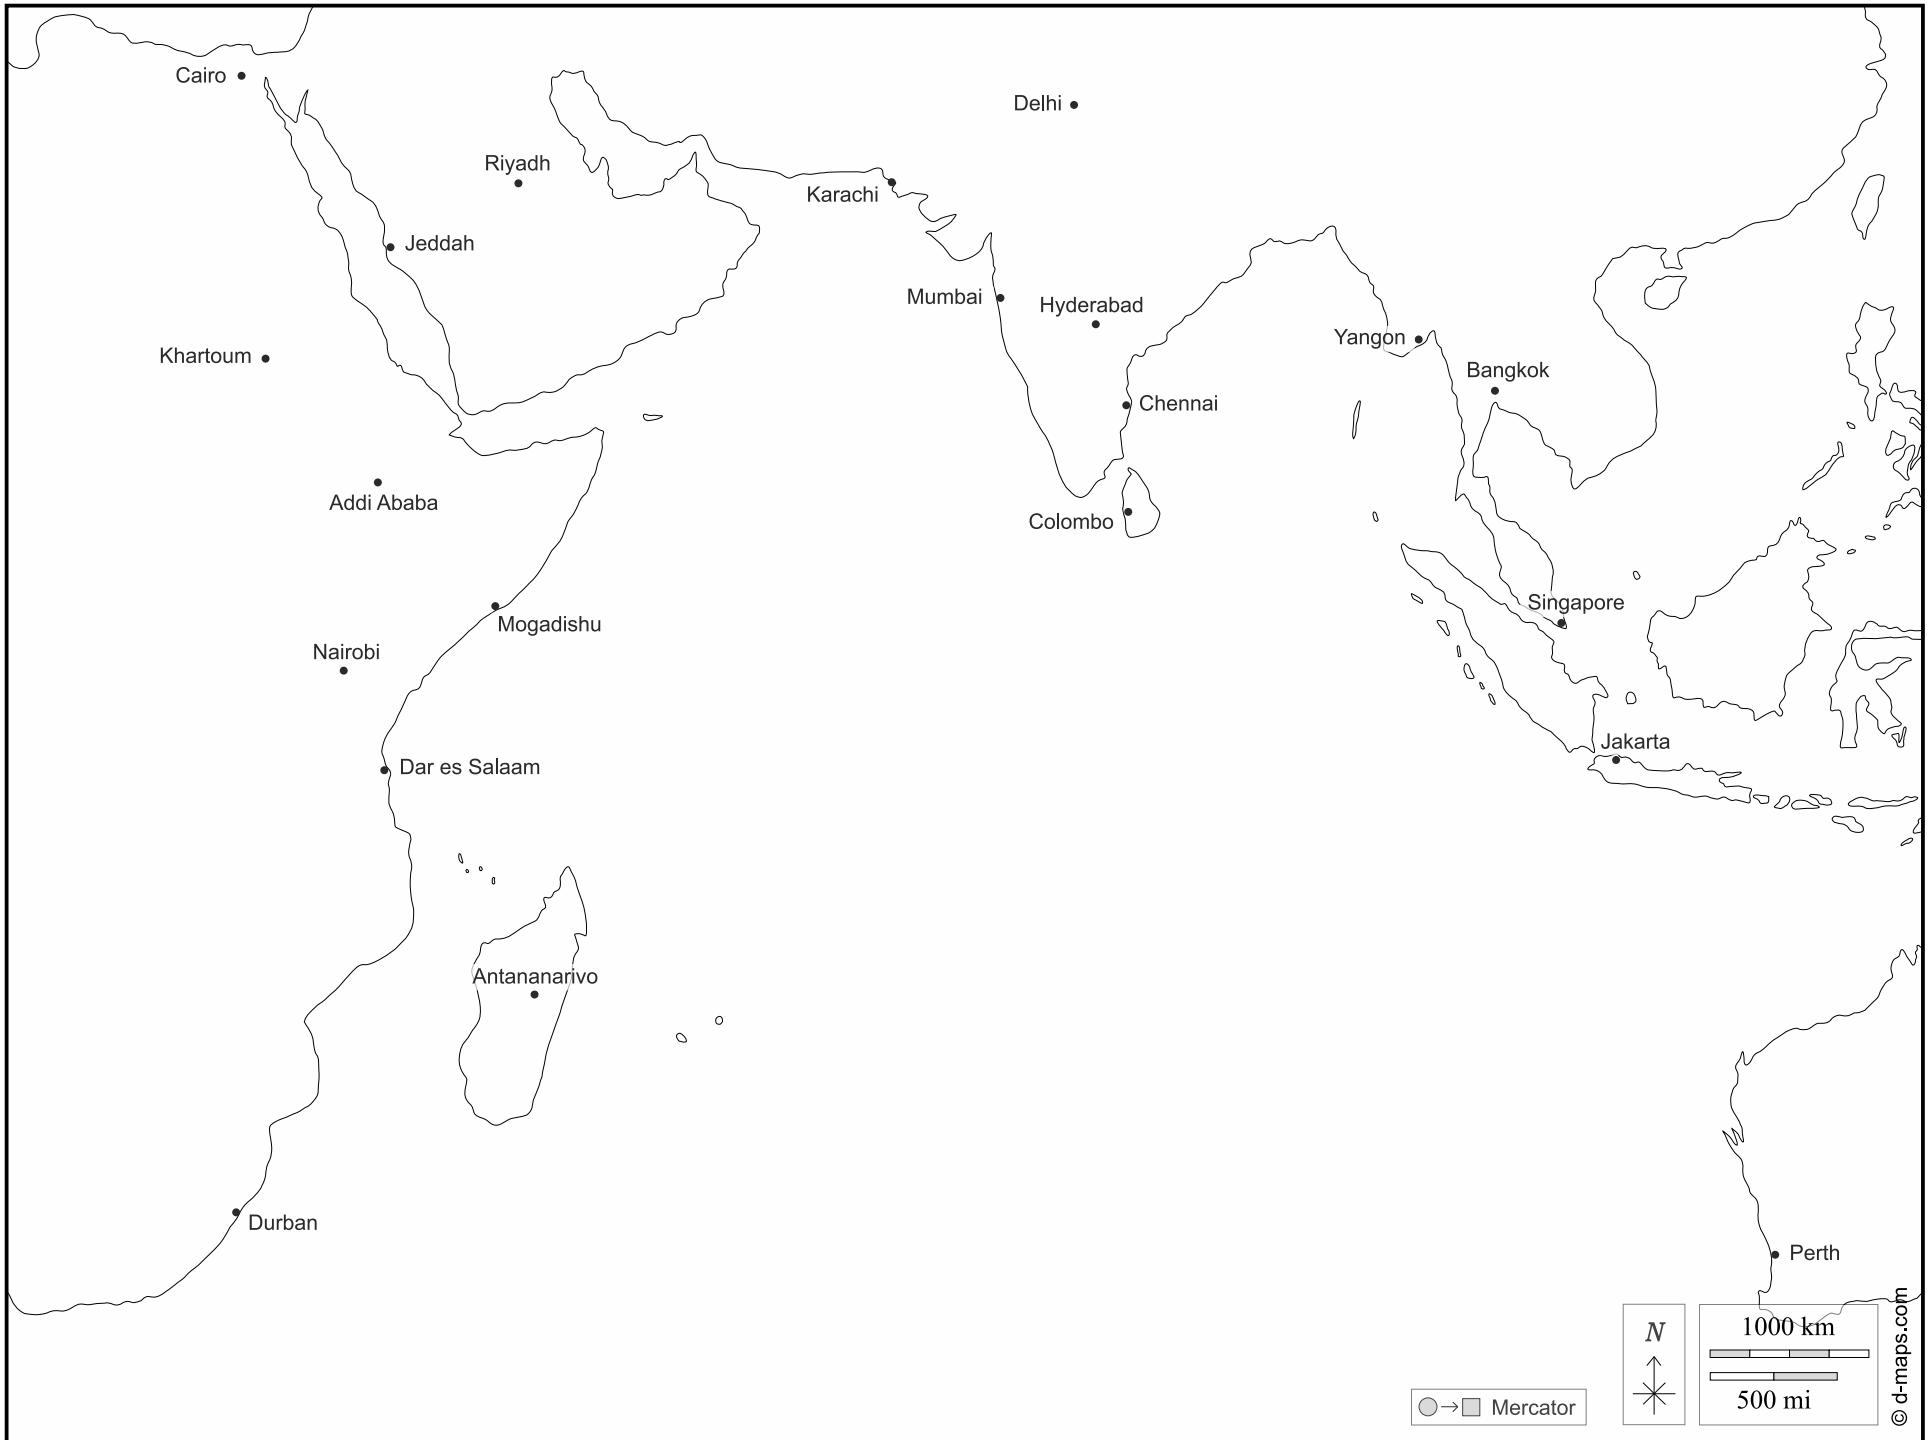 Cairo
Delhi
Riyadh
Karachi
Jeddah
Mumbai
Hyderabad
Yangon
Khartoum
Bangkok
Chennai
Addi Ababa
Colombo
Singapore
Mogadishu
Nairobi
Jakarta
Dar es Salaam
Antananarivo
Durban
Perth
N
1000 km
500 mi
Mercator
© d-maps.com